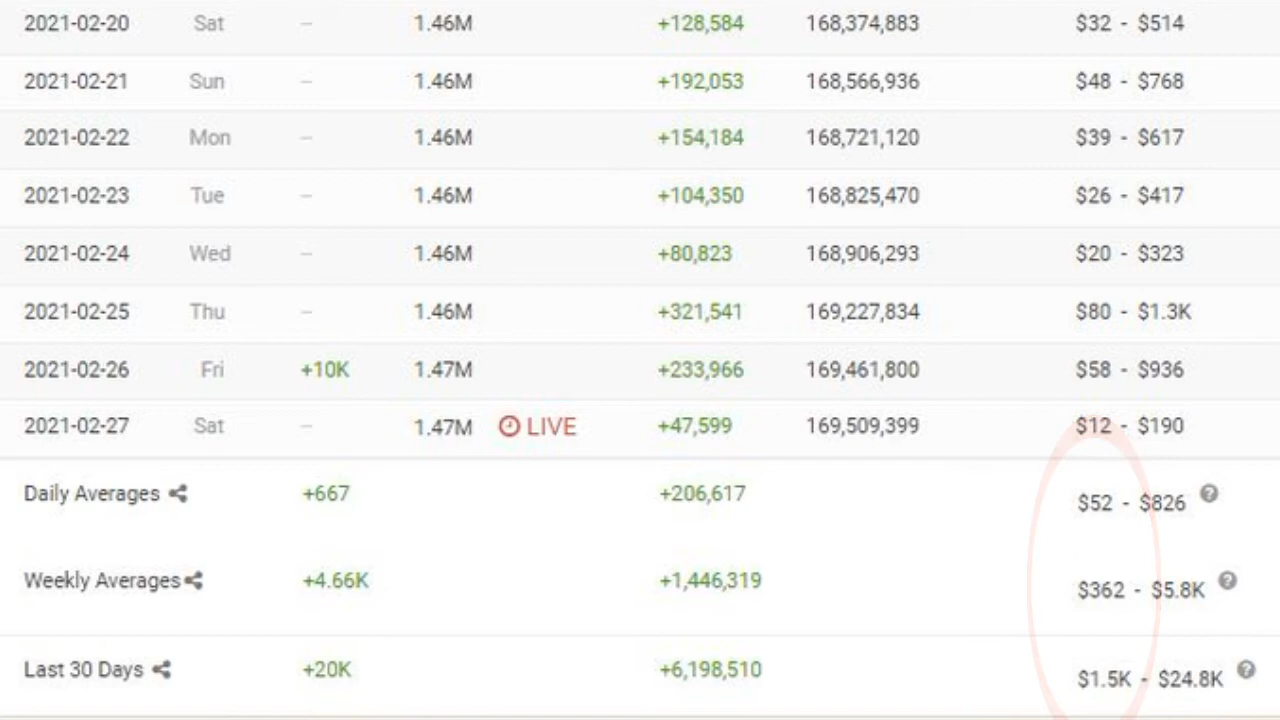 2021-02-20 Sat -- 1.46M +128,584 168,374,883 $32 - $514
2021-02-21 Sun -- 1.46M +192,053 168,566,936 $48 - $768
2021-02-22 Mon -- 1.46M +154,184 168,721,120 $39 - $617
2021-02-23 Tue -- 1.46M +104,350 168,825,470 $26 - $417
2021-02-24 Wed -- 1.46M +80,823 168,906,293 $20 - $323
2021-02-25 Thu -- 1.46M +321,541 169,227,834 $80 - $1.3K
2021-02-26 Fri +10K 1.47M +233,966 169,461,800 $58 - $936
2021-02-27 Sat -- 1.47M LIVE +47,599 169,509,399 $12 - $190
Daily Averages +667 +206,617 $52 - $826 ?
Weekly Averages +4.66K +1,446,319 $362 - $5.8K ?
Last 30 Days +20K +6,198,510 $1.5K - $24.8K ?